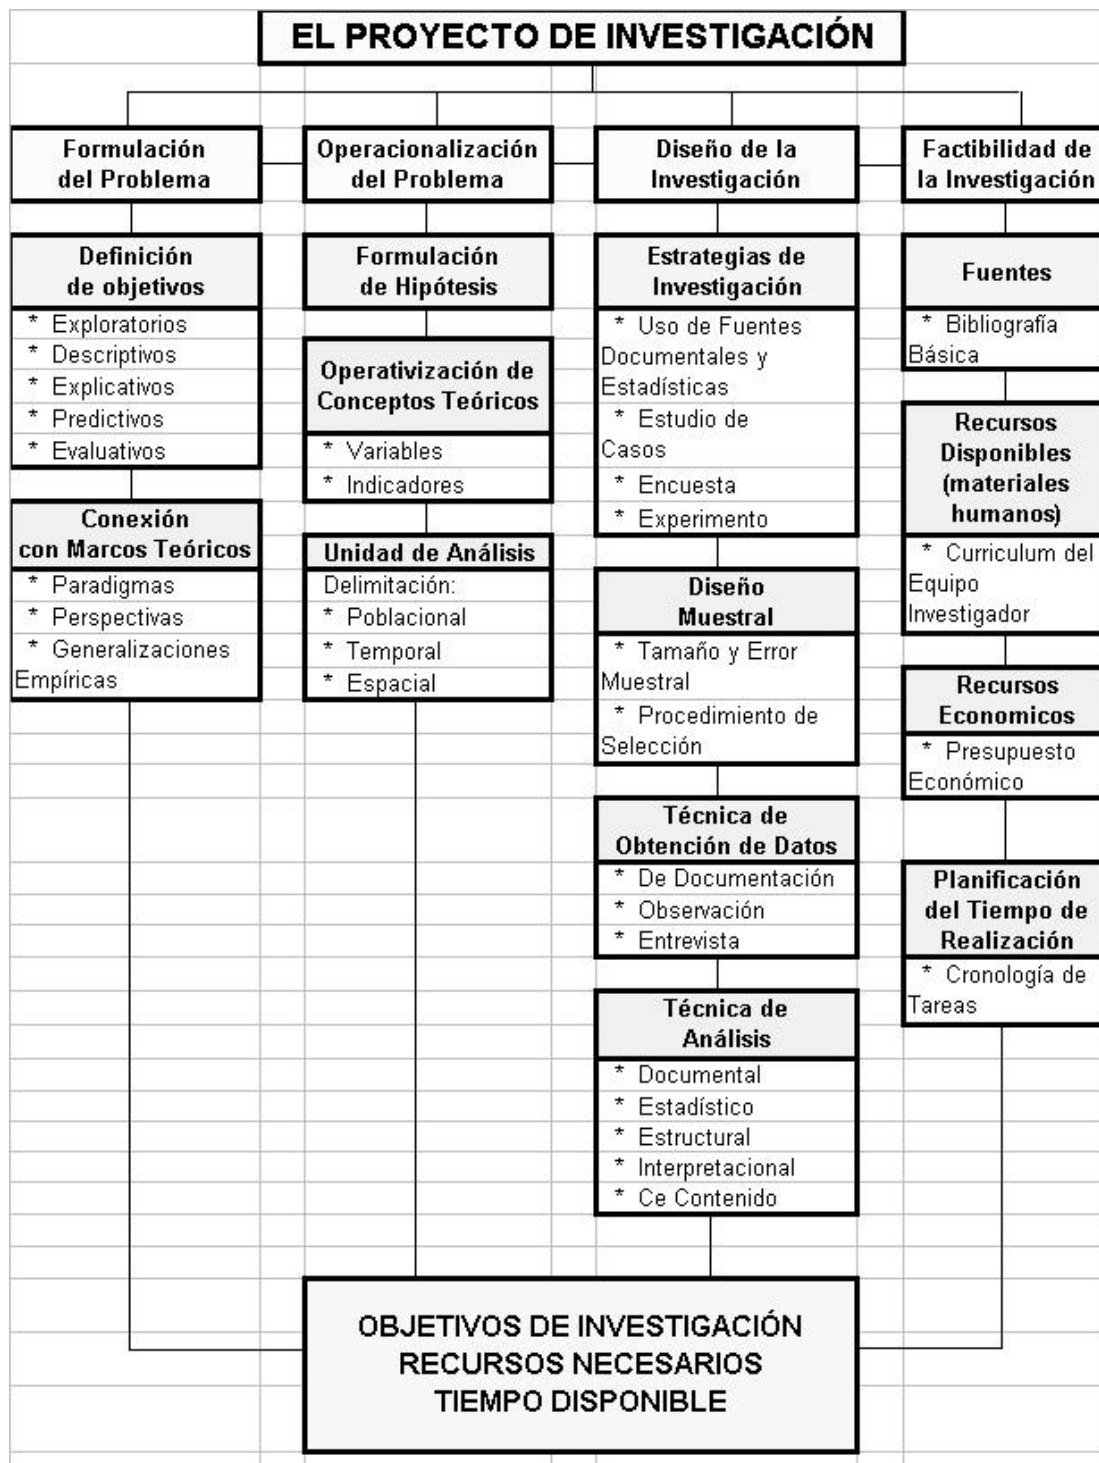 EL PROYECTO DE INVESTIGACIÓN
Formulación
del Problema
Definición
de objetivos
* Exploratorios
* Descriptivos
* Explicativos
* Predictivos
* Evaluativos
Conexión
con Marcos Teóricos
* Paradigmas
* Perspectivas
* Generalizaciones
Empíricas
Operacionalización
del Problema
Formulación
de Hipótesis
Operativización de
Conceptos Teóricos
* Variables
* Indicadores
Unidad de Análisis
Delimitación:
* Poblacional
* Temporal
* Espacial
Diseño de la
Investigación
Estrategias de
Investigación
* Uso de Fuentes
Documentales y
Estadísticas
* Estudio de
Casos
* Encuesta
* Experimento
Diseño
Muestral
* Tamaño y Error
Muestral
* Procedimiento de
Selección
Técnica de
Obtención de Datos
* De Documentación
* Observación
* Entrevista
Técnica de
Análisis
* Documental
* Estadístico
* Estructural
* Interpretacional
* Ce Contenido
Factibilidad de
la Investigación
Fuentes
* Bibliografía
Básica
Recursos
Disponibles
(materiales
humanos)
* Curriculum del
Equipo
Investigador
Recursos
Economicos
* Presupuesto
Económico
Planificación
del Tiempo de
Realización
* Cronología de
Tareas
OBJETIVOS DE INVESTIGACIÓN
RECURSOS NECESARIOS
TIEMPO DISPONIBLE